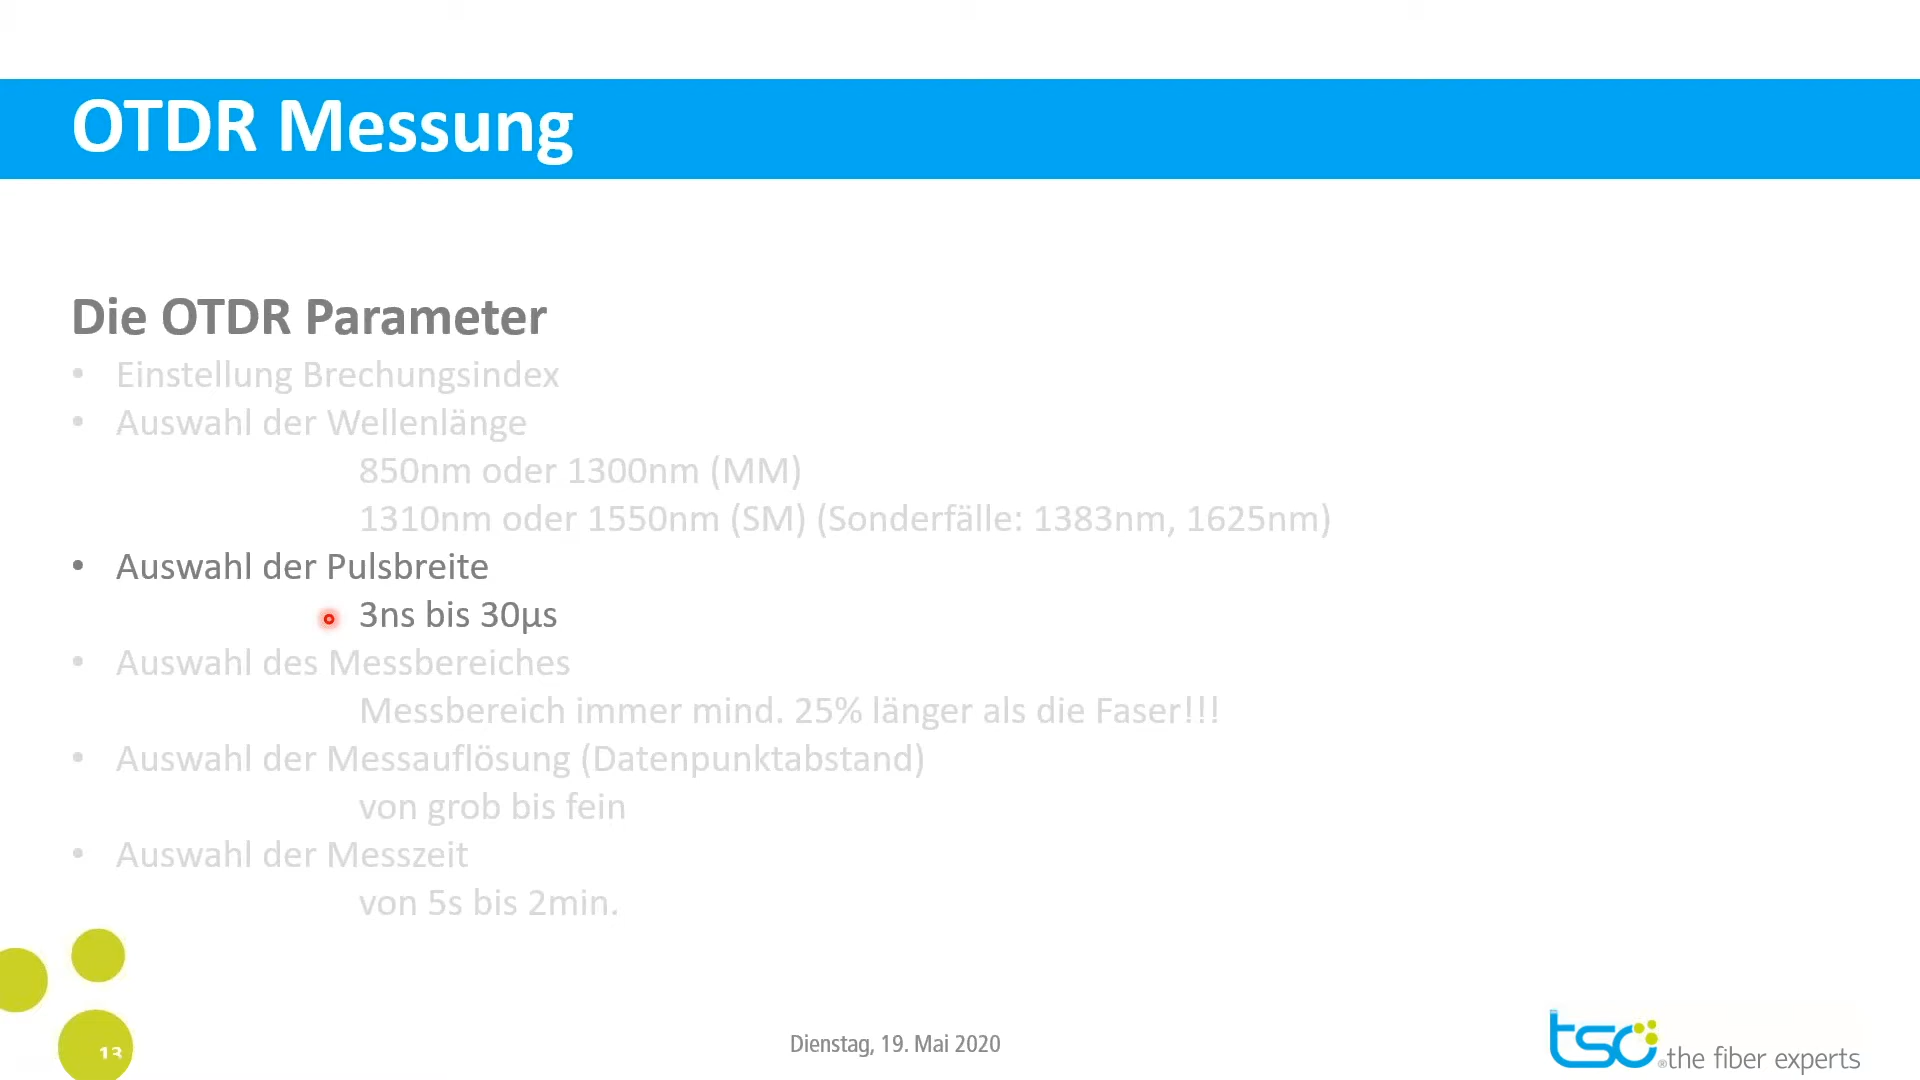 OTDR Messung
Die OTDR Parameter
• Einstellung Brechungsindex
• Auswahl der Wellenlänge
850nm oder 1300nm (MM)
1310nm oder 1550nm (SM) (Sonderfälle: 1383nm, 1625nm)
• Auswahl der Pulsbreite
3ns bis 30µs
• Auswahl des Messbereiches
Messbereich immer mind. 25% länger als die Faser!!!
• Auswahl der Messauflösung (Datenpunktabstand)
von grob bis fein
• Auswahl der Messzeit
von 5s bis 2min.
13
Dienstag, 19. Mai 2020
tso ® the fiber experts